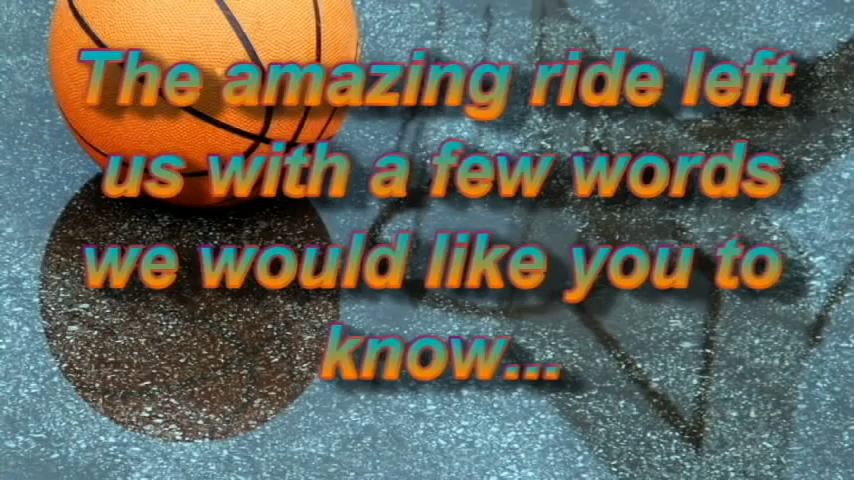 The amazing ride left
us with a few words
we would like you to
know...